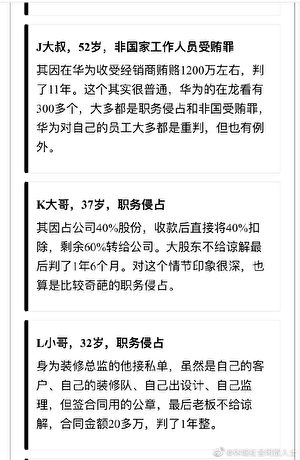 J大叔，52岁，非国家工作人员受贿罪
其因在华为收受经销商贿赂1200万左右，判
了11年。这个其实很普通，华为的在龙看有
300多个，大多都是职务侵占和非国受贿罪，
华为对自己的员工大多都是重判，但也有例
外。
K大哥，37岁，职务侵占
其因占公司40%股份，收款后直接将40%扣
除，剩余60%转给公司。大股东不给谅解最
后判了1年6个月。对这个情节印象很深，也
算是比较奇葩的职务侵占。
L小哥，32岁，职务侵占
身为装修总监的他接私单，虽然是自己的客
户、自己的装修队、自己出设计、自己监
理，但签合同用的公章，最后老板不给谅
解，合同金额20多万，判了1年整。